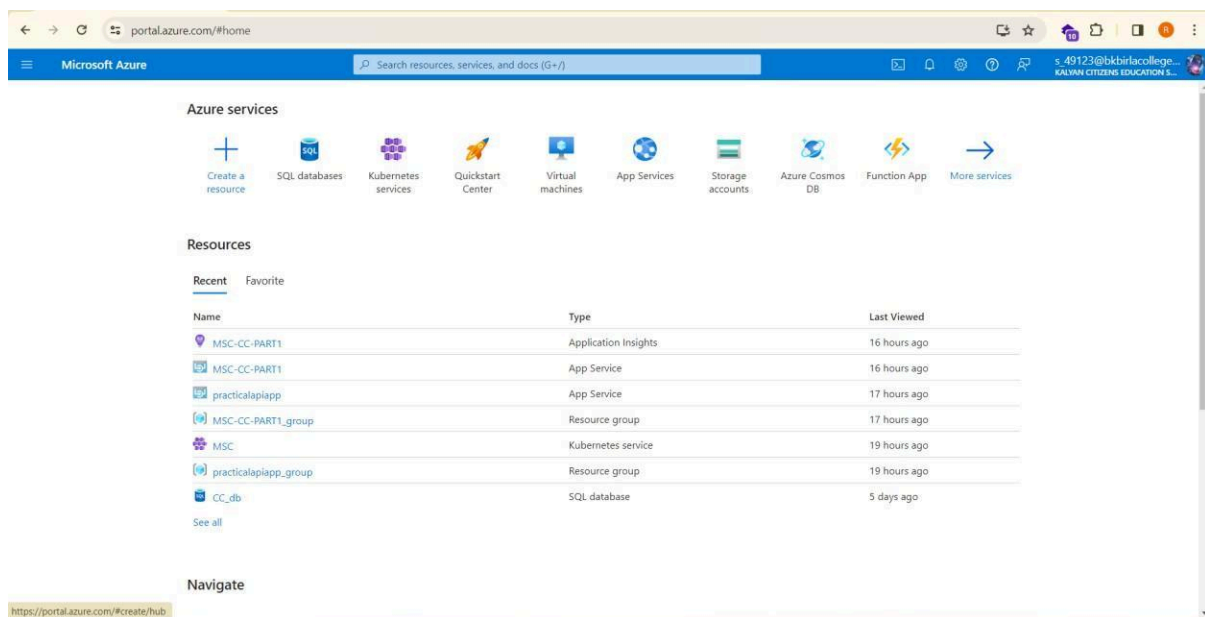 portal.azure.com/#home
10
R
Microsoft Azure
Search resources, services, and docs (G+/)
s_49123@bkbirlacollege...
KALYAN CITIZENS EDUCATION S...
Azure services
Create a resource
SQL
SQL databases
Kubernetes services
Quickstart Center
Virtual machines
App Services
Storage accounts
Azure Cosmos DB
Function App
More services
Resources
Recent Favorite
Name Type Last Viewed
MSC-CC-PART1 Application Insights 16 hours ago
MSC-CC-PART1 App Service 16 hours ago
practicalapiapp App Service 17 hours ago
MSC-CC-PART1_group Resource group 17 hours ago
MSC Kubernetes service 19 hours ago
practicalapiapp_group Resource group 19 hours ago
CC_db SQL database 5 days ago
See all
Navigate
https://portal.azure.com/#create/hub